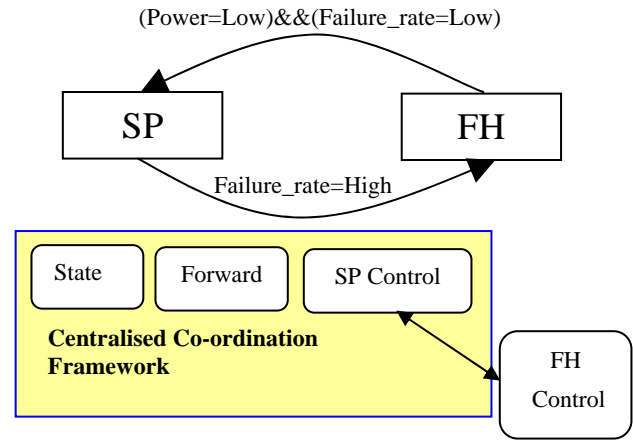 (Power=Low)&&(Failure_rate=Low)
SP
FH
Failure_rate=High
State
Forward
SP Control
Centralised Co-ordination
Framework
FH
Control